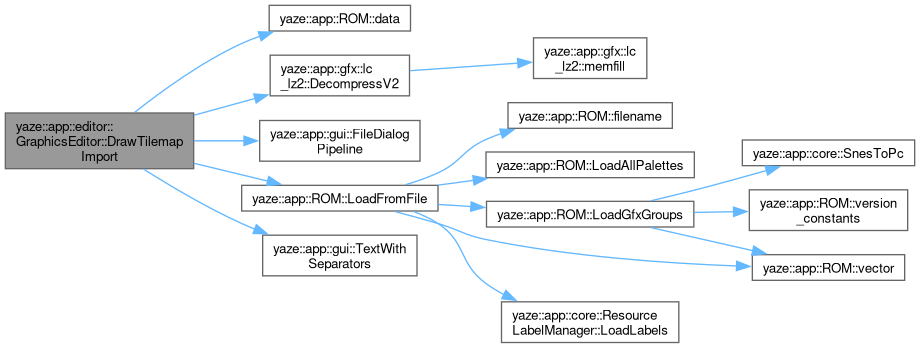 yaze::app::ROM::data
yaze::app::gfx::lc
_lz2::DecompressV2
yaze::app::gfx::lc
_lz2::memfill
yaze::app::editor::
GraphicsEditor::DrawTilemap
Import
yaze::app::gui::FileDialog
Pipeline
yaze::app::ROM::filename
yaze::app::ROM::LoadAllPalettes
yaze::app::core::SnesToPc
yaze::app::ROM::LoadFromFile
yaze::app::ROM::LoadGfxGroups
yaze::app::ROM::version
_constants
yaze::app::gui::TextWith
Separators
yaze::app::ROM::vector
yaze::app::core::Resource
LabelManager::LoadLabels